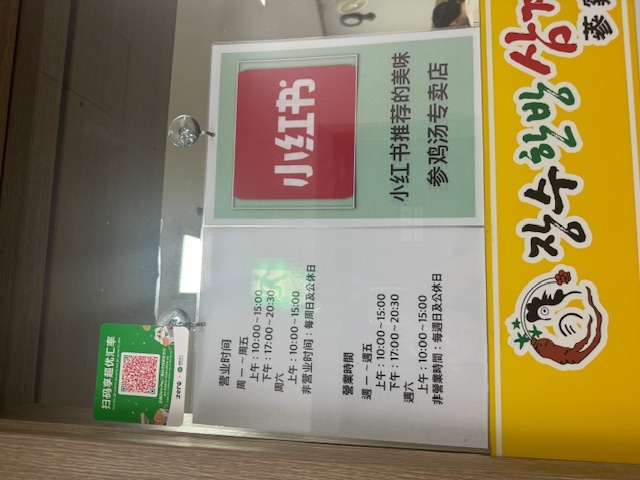 小红书
小红书推荐的美味
参鸡汤专卖店
营业时间
周一~周五
上午:10:00~15:00
下午:17:00~20:30
周六
上午:10:00~15:00
非营业时间:每周日及公休日
營業時間
週一~週五
上午:10:00~15:00
下午:17:00~20:30
週六
上午:10:00~15:00
非營業時間:每週日及公休日
扫码享超优汇率
장수한방삼
蔘